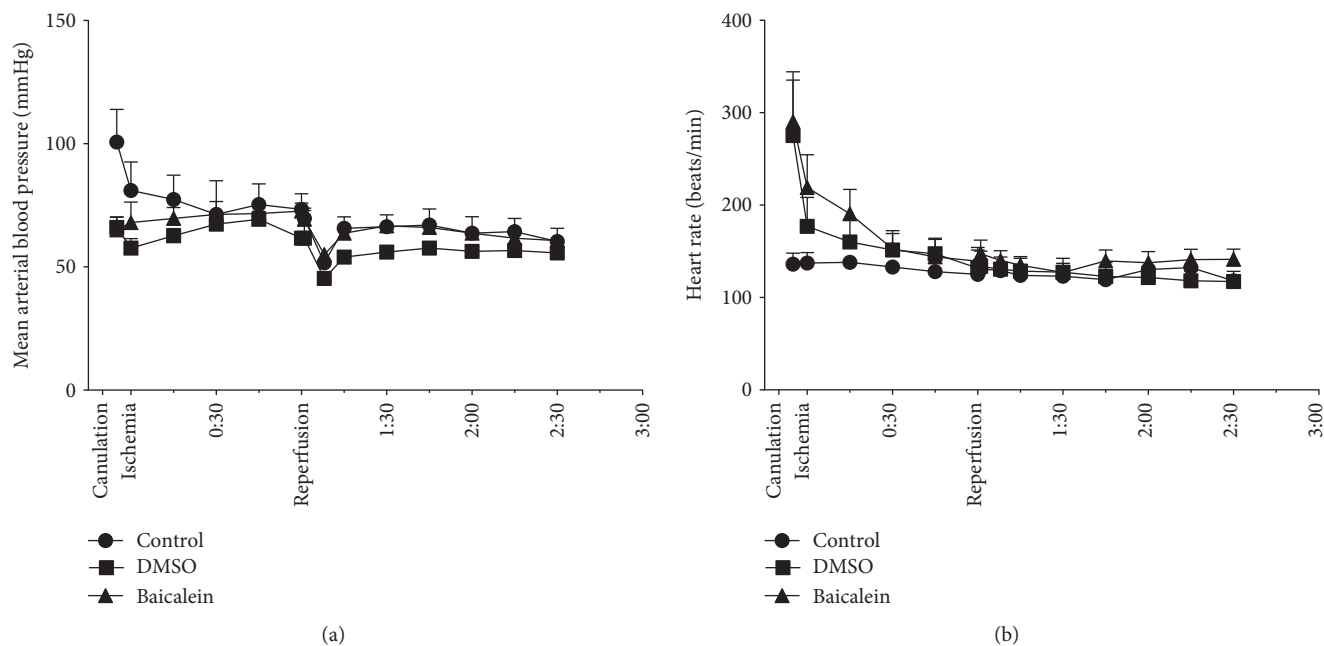 Mean arterial blood pressure (mmHg)
150
100
50
0
Canulation
Ischemia
0:30
Reperfusion
1:30
2:00
2:30
3:00
Control
DMSO
Baicalein
(a)
Heart rate (beats/min)
400
300
200
100
0
Canulation
Ischemia
0:30
Reperfusion
1:30
2:00
2:30
3:00
Control
DMSO
Baicalein
(b)